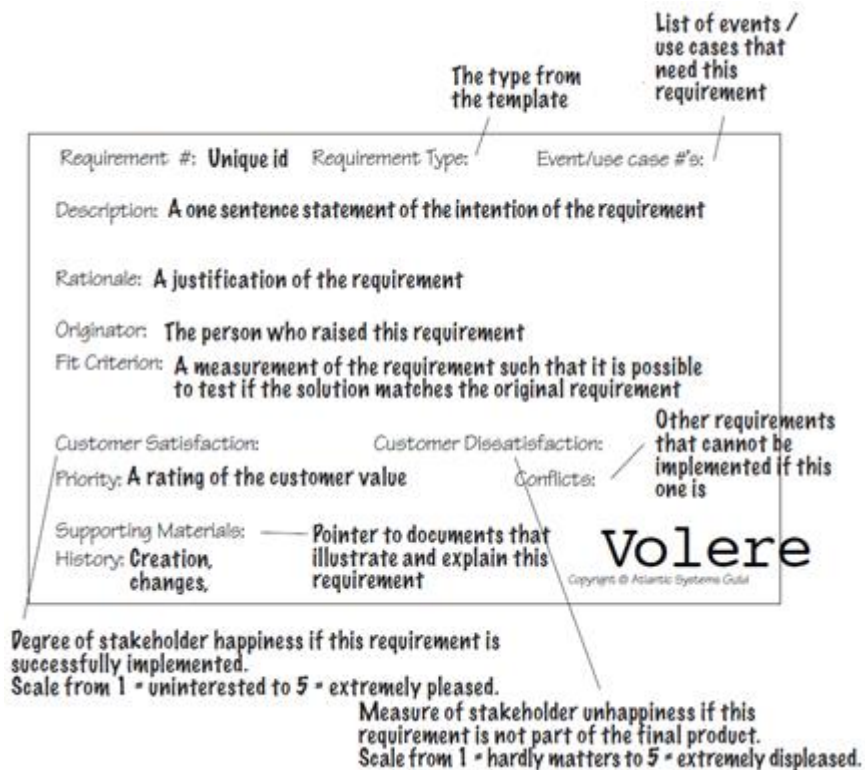 List of events /
use cases that
need this
requirement
The type from
the template
Requirement #: Unique id Requirement Type: Event/use case #'s:
Description: A one sentence statement of the intention of the requirement
Rationale: A justification of the requirement
Originator: The person who raised this requirement
Fit Criterion: A measurement of the requirement such that it is possible
to test if the solution matches the original requirement
Other requirements
that cannot be
implemented if this
one is
Customer Satisfaction: Customer Dissatisfaction:
Priority: A rating of the customer value Conflicts:
Supporting Materials: Pointer to documents that
illustrate and explain this
requirement
History: Creation,
changes,
Volere
Copyright © Atlantic Systems Guild
Degree of stakeholder happiness if this requirement is
successfully implemented.
Scale from 1 = uninterested to 5 = extremely pleased.
Measure of stakeholder unhappiness if this
requirement is not part of the final product.
Scale from 1 = hardly matters to 5 = extremely displeased.